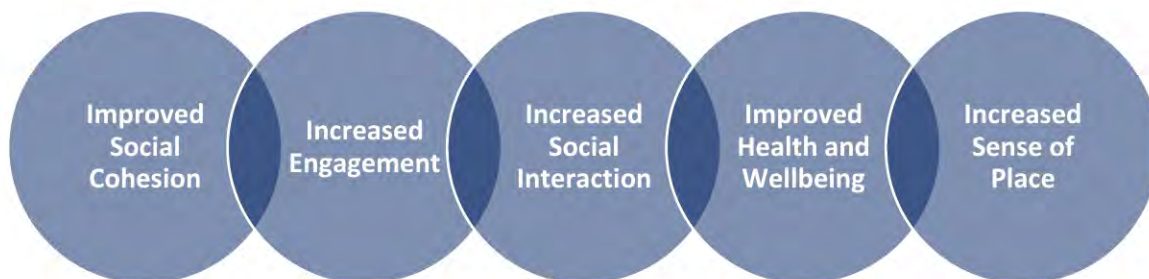 Improved
Social
Cohesion
Increased
Engagement
Increased
Social
Interaction
Improved
Health and
Wellbeing
Increased
Sense of
Place